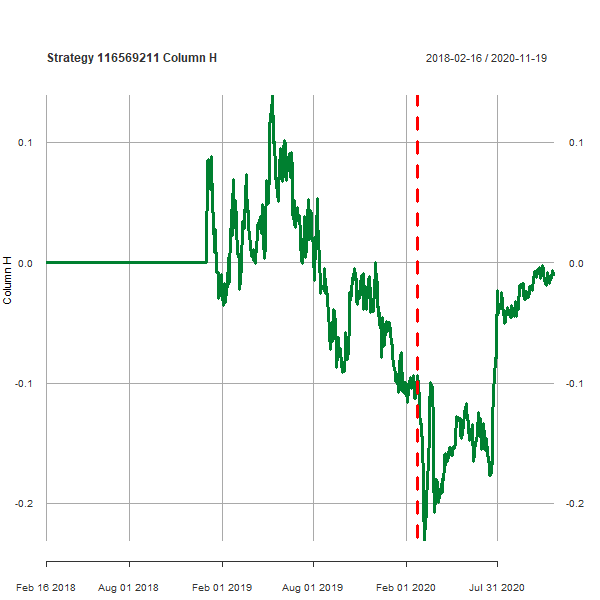 Strategy 116569211 Column H
2018-02-16 / 2020-11-19
0.1
0.1
0.0
0.0
Column H
-0.1
-0.1
-0.2
-0.2
Feb 16 2018
Aug 01 2018
Feb 01 2019
Aug 01 2019
Feb 01 2020
Jul 31 2020